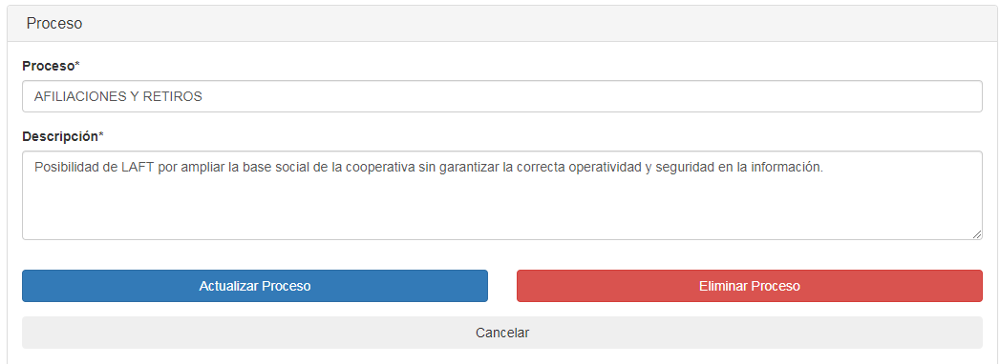 Proceso
Proceso*
AFILIACIONES Y RETIROS
Descripción*
Posibilidad de LAFT por ampliar la base social de la cooperativa sin garantizar la correcta operatividad y seguridad en la información.
Actualizar Proceso
Eliminar Proceso
Cancelar